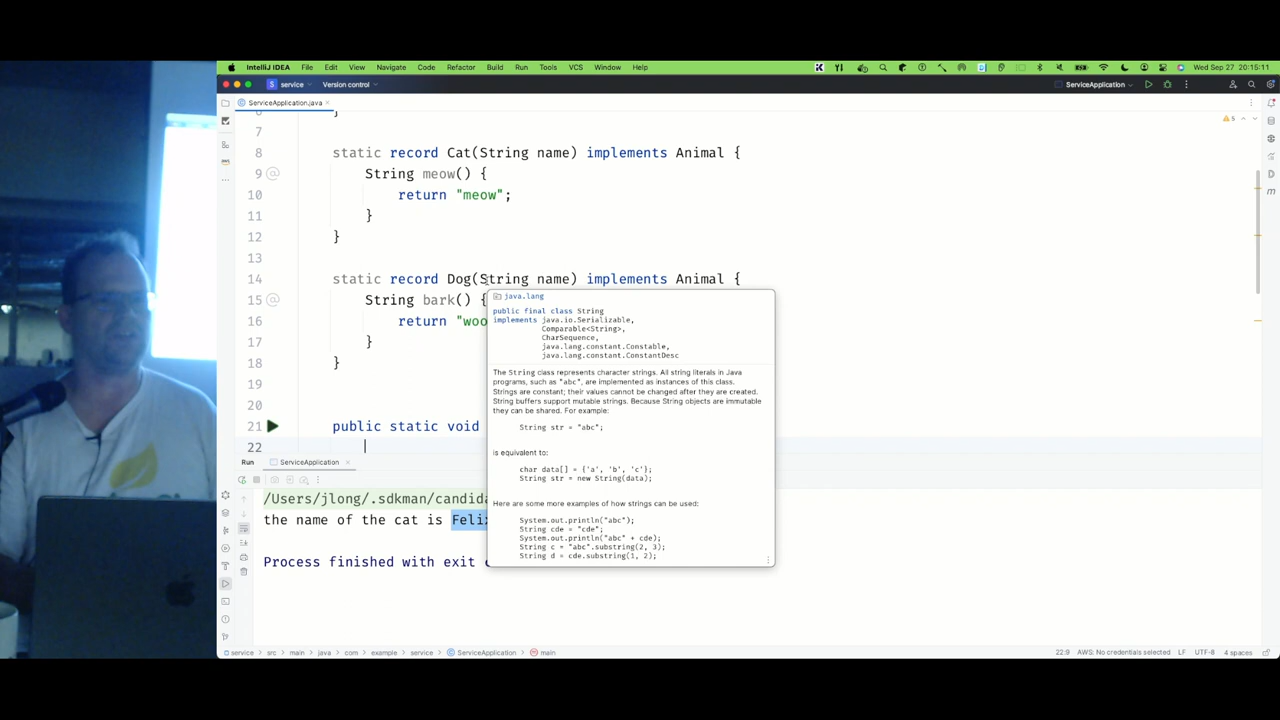 IntelliJ IDEA File Edit View Navigate Code Refactor Build Run Tools VCS Window Help Wed Sep 27 20:15:11
service Version control ServiceApplication
ServiceApplication.java
5
}
7
8 static record Cat(String name) implements Animal {
9 String meow() {
10 return "meow";
11 }
12 }
13
14 static record Dog(String name) implements Animal {
15 String bark() {
16 return "woo
17 }
18 }
19
20
21 public static void
22
java.lang
public final class String
implements java.io.Serializable,
Comparable<String>,
CharSequence,
java.lang.constant.Constable,
java.lang.constant.ConstantDesc
The String class represents character strings. All string literals in Java
programs, such as "abc", are implemented as instances of this class.
Strings are constant; their values cannot be changed after they are created.
String buffers support mutable strings. Because String objects are immutable
they can be shared. For example:
String str = "abc";
is equivalent to:
char data[] = {'a', 'b', 'c'};
String str = new String(data);
Here are some more examples of how strings can be used:
System.out.println("abc");
String cde = "cde";
System.out.println("abc" + cde);
String c = "abc".substring(2, 3);
String d = cde.substring(1, 2);
Run ServiceApplication
/Users/jlong/.sdkman/candida
the name of the cat is Felix
Process finished with exit
service src main java com example service ServiceApplication main 22:9 AWS: No credentials selected LF UTF-8 4 spaces